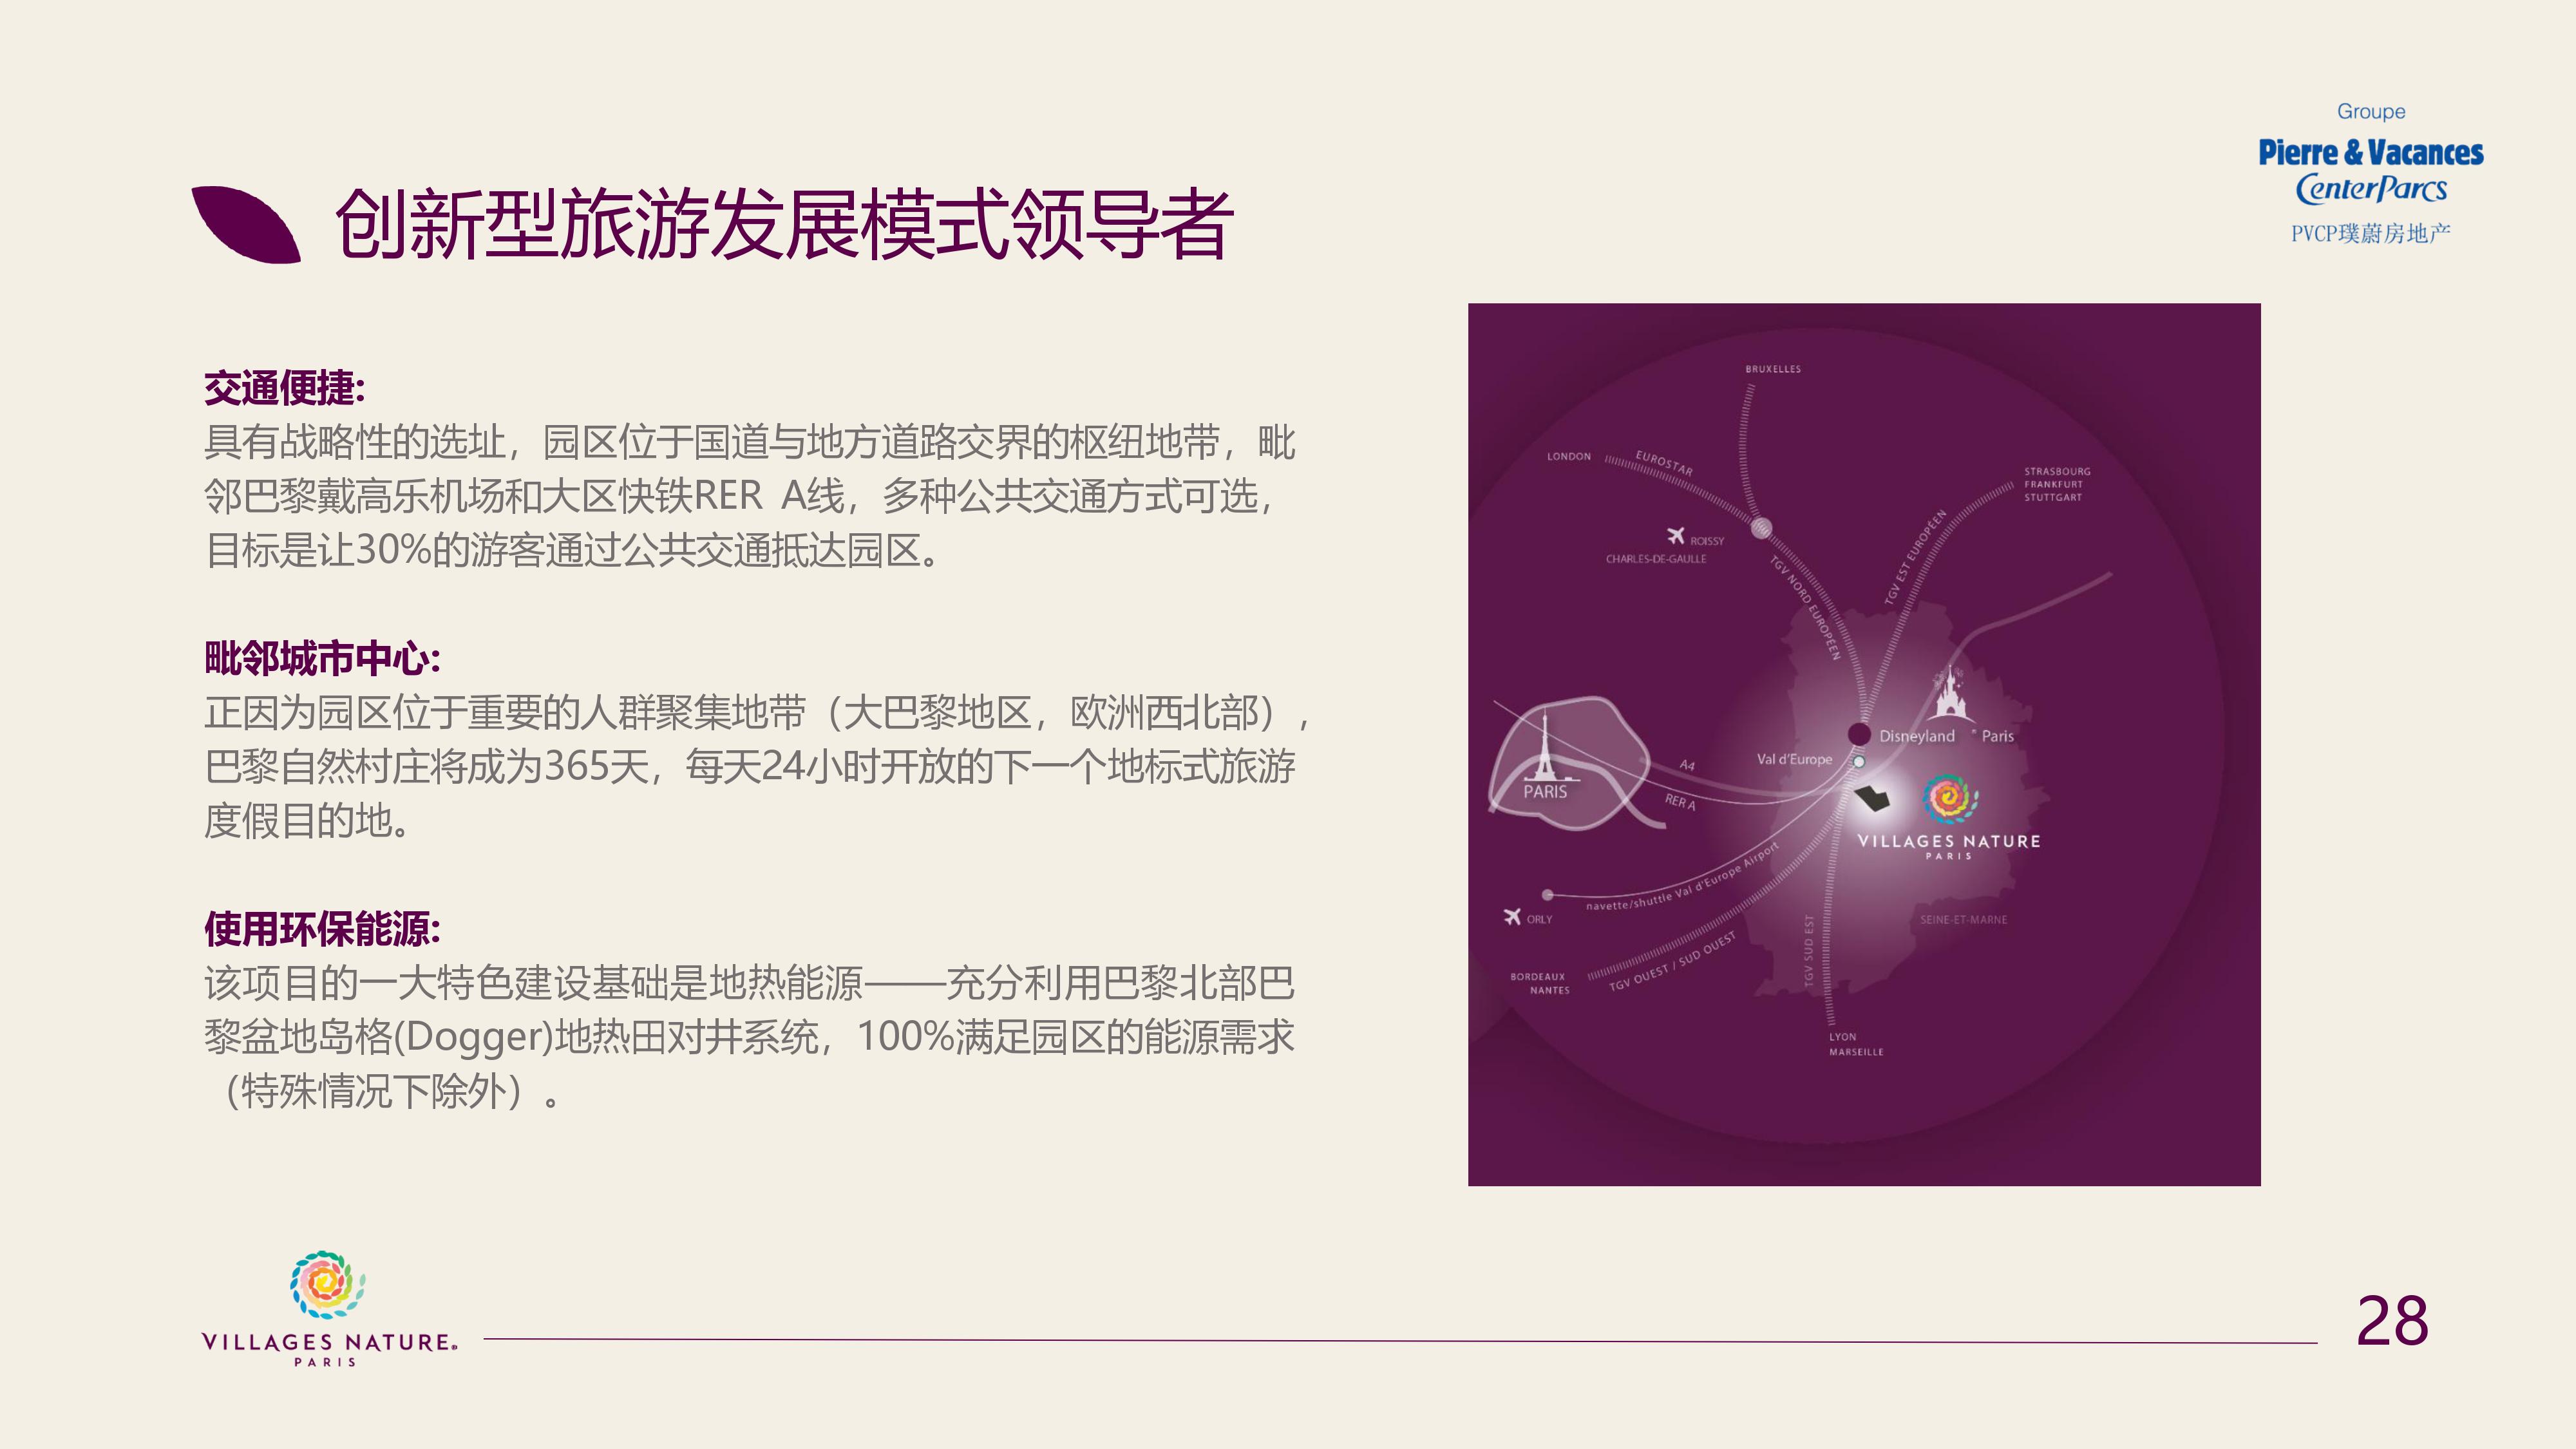 Groupe
Pierre & Vacances
CenterParcs
PVCP璞蔚房地产
创新型旅游发展模式领导者
交通便捷:
具有战略性的选址，园区位于国道与地方道路交界的枢纽地带，毗
邻巴黎戴高乐机场和大区快铁RER A线，多种公共交通方式可选，
目标是让30%的游客通过公共交通抵达园区。
毗邻城市中心:
正因为园区位于重要的人群聚集地带（大巴黎地区，欧洲西北部），
巴黎自然村庄将成为365天，每天24小时开放的下一个地标式旅游
度假目的地。
使用环保能源:
该项目的一大特色建设基础是地热能源——充分利用巴黎北部巴
黎盆地岛格(Dogger)地热田对井系统，100%满足园区的能源需求
（特殊情况下除外）。
BRUXELLES
LONDON
EUROSTAR
STRASBOURG
FRANKFURT
STUTTGART
ROISSY
CHARLES-DE-GAULLE
TGV NORD EUROPÉEN
TGV EST EUROPÉEN
Disneyland ® Paris
Val d'Europe
A4
RER A
PARIS
VILLAGES NATURE
PARIS
navette/shuttle Val d'Europe Airport
ORLY
SEINE-ET-MARNE
TGV SUD EST
TGV OUEST / SUD OUEST
BORDEAUX
NANTES
LYON
MARSEILLE
VILLAGES NATURE®
PARIS
28